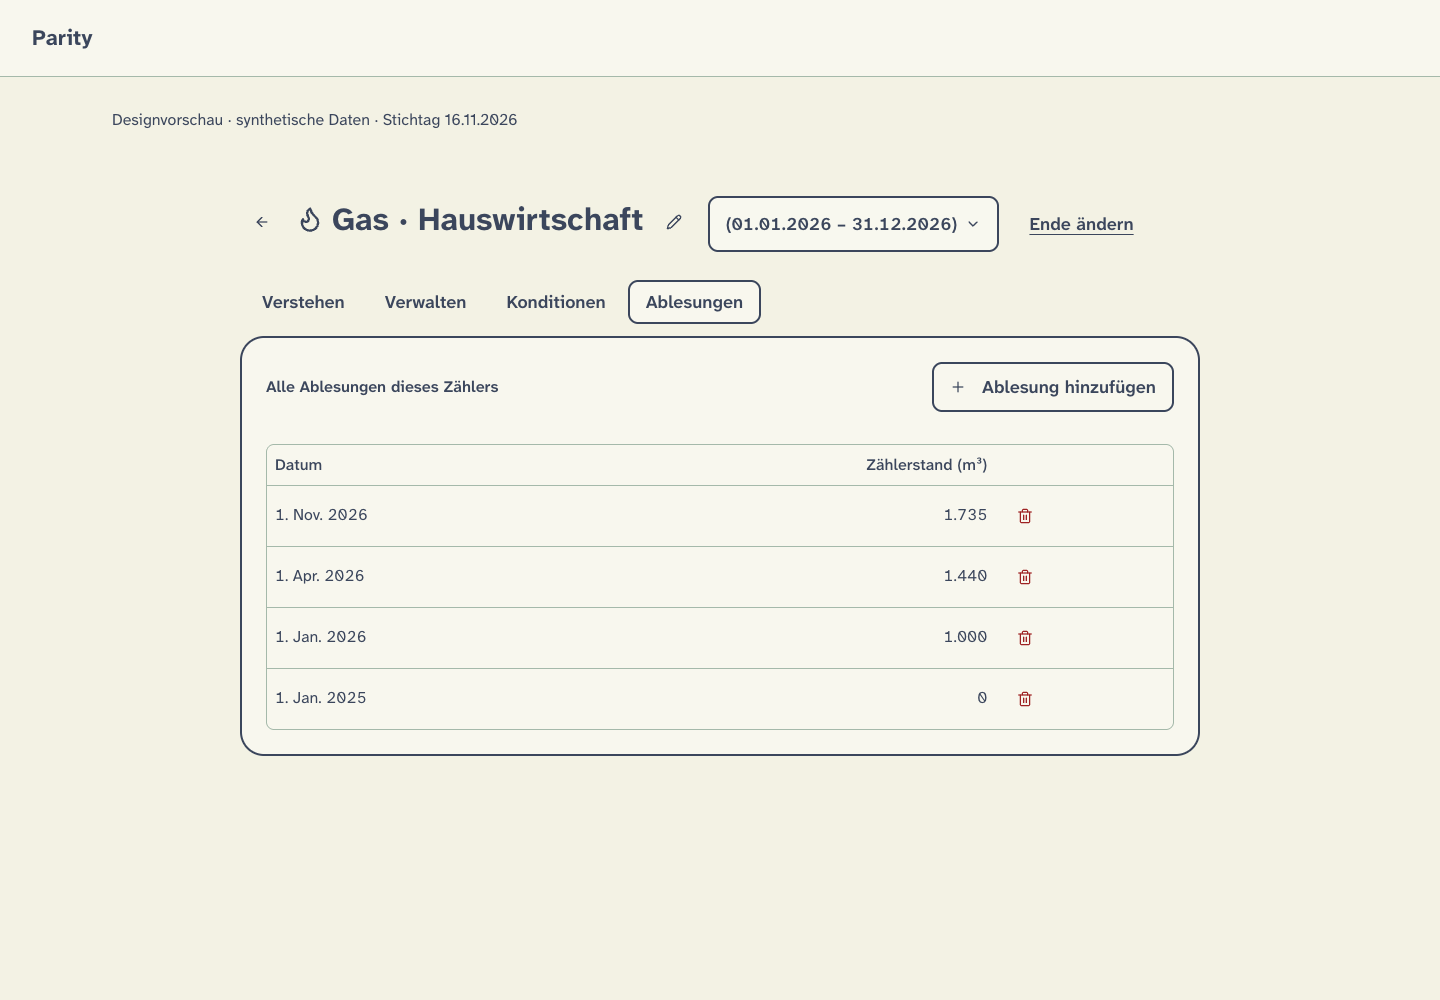 Parity
Designvorschau · synthetische Daten · Stichtag 16.11.2026
Gas · Hauswirtschaft
(01.01.2026 – 31.12.2026)
Ende ändern
Verstehen
Verwalten
Konditionen
Ablesungen
Alle Ablesungen dieses Zählers
Ablesung hinzufügen
Datum
Zählerstand (m³)
1. Nov. 2026
1.735
1. Apr. 2026
1.440
1. Jan. 2026
1.000
1. Jan. 2025
0